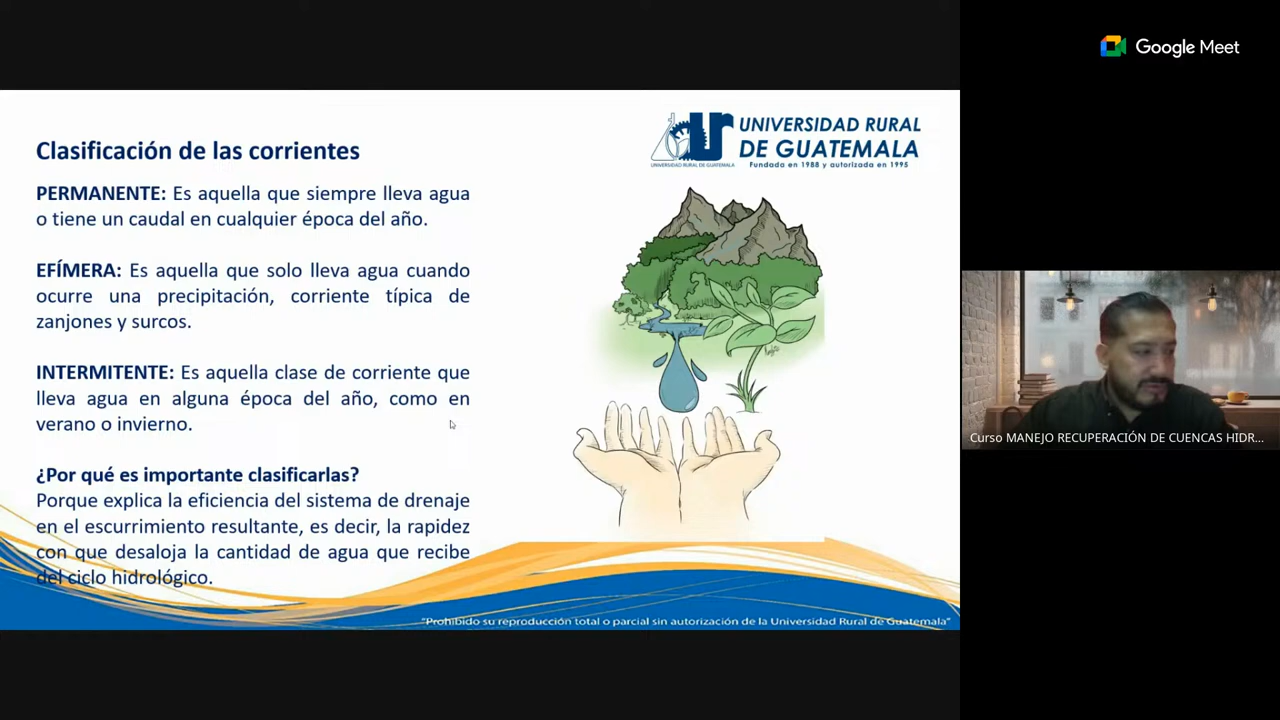 Google Meet
UNIVERSIDAD RURAL
DE GUATEMALA
Fundada en 1988 y autorizada en 1995
UNIVERSIDAD RURAL DE GUATEMALA
Clasificación de las corrientes
PERMANENTE: Es aquella que siempre lleva agua
o tiene un caudal en cualquier época del año.
EFÍMERA: Es aquella que solo lleva agua cuando
ocurre una precipitación, corriente típica de
zanjones y surcos.
INTERMITENTE: Es aquella clase de corriente que
lleva agua en alguna época del año, como en
verano o invierno.
¿Por qué es importante clasificarlas?
Porque explica la eficiencia del sistema de drenaje
en el escurrimiento resultante, es decir, la rapidez
con que desaloja la cantidad de agua que recibe
del ciclo hidrológico.
"Prohibido su reproducción total o parcial sin autorización de la Universidad Rural de Guatemala"
Curso MANEJO RECUPERACIÓN DE CUENCAS HIDR...